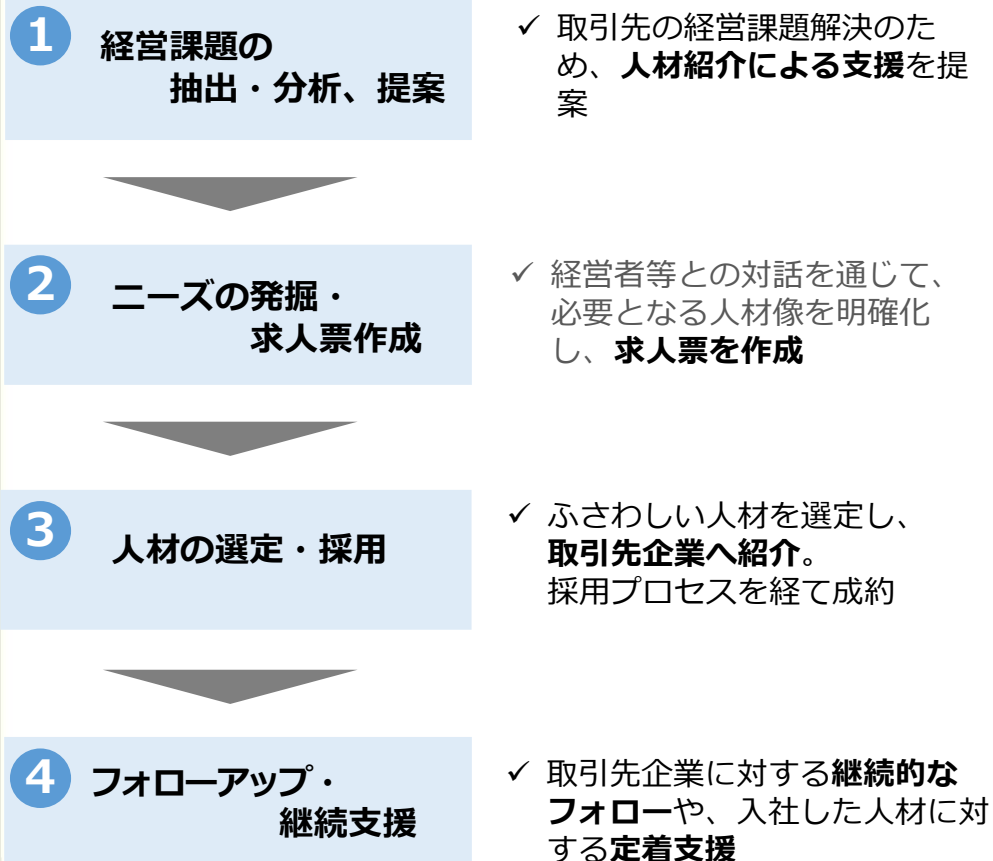 1
経営課題の
抽出・分析、提案
✓ 取引先の経営課題解決のた
め、人材紹介による支援を提
案
2
ニーズの発掘・
求人票作成
✓ 経営者等との対話を通じて、
必要となる人材像を明確化
し、求人票を作成
3
人材の選定・採用
✓ ふさわしい人材を選定し、
取引先企業へ紹介。
採用プロセスを経て成約
4
フォローアップ・
継続支援
✓ 取引先企業に対する継続的な
フォローや、入社した人材に対
する定着支援